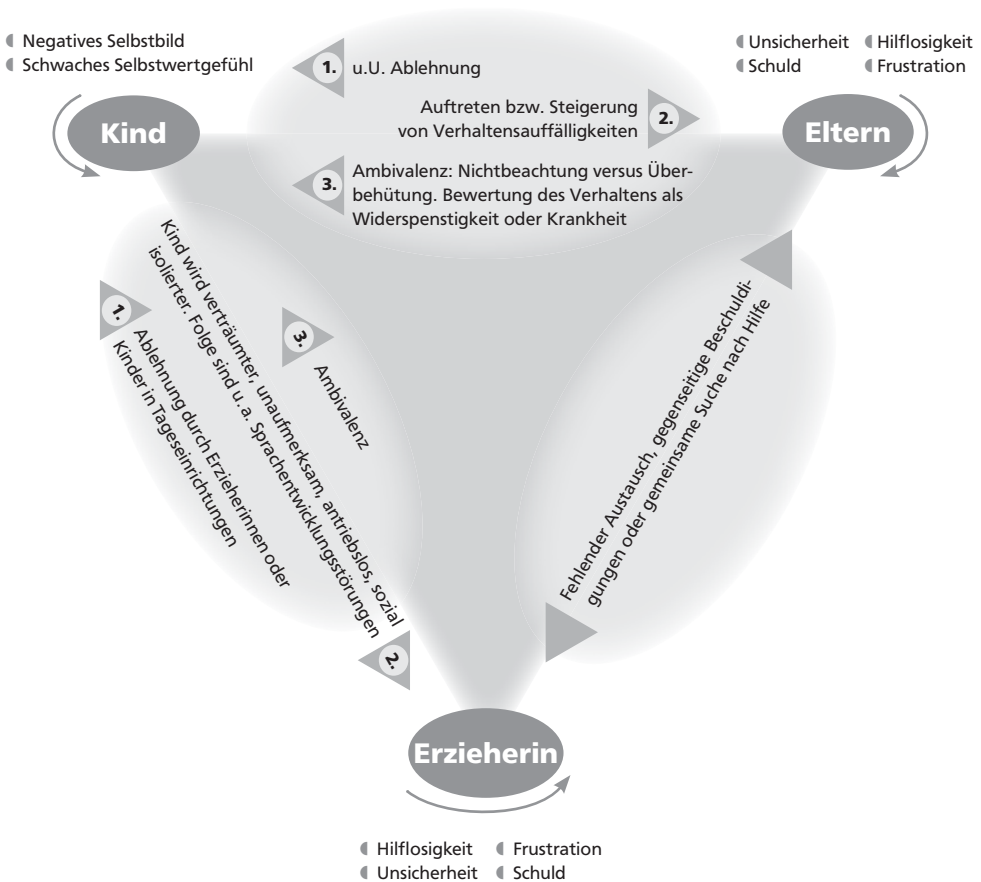 Negatives Selbstbild
Schwaches Selbstwertgefühl
Unsicherheit
Hilflosigkeit
Schuld
Frustration
Kind
Eltern
1. u.U. Ablehnung
Auftreten bzw. Steigerung
von Verhaltensauffälligkeiten 2.
3. Ambivalenz: Nichtbeachtung versus Über-
behütung. Bewertung des Verhaltens als
Widerspenstigkeit oder Krankheit
1. Ablehnung durch Erzieherinnen oder
Kinder in Tageseinrichtungen
Kind wird verträumter, unaufmerksam, antriebslos, sozial
isolierter. Folge sind u. a. Sprachentwicklungsstörungen
2.
3. Ambivalenz
Fehlender Austausch, gegenseitige Beschuldi-
gungen oder gemeinsame Suche nach Hilfe
Erzieherin
Hilflosigkeit
Frustration
Unsicherheit
Schuld